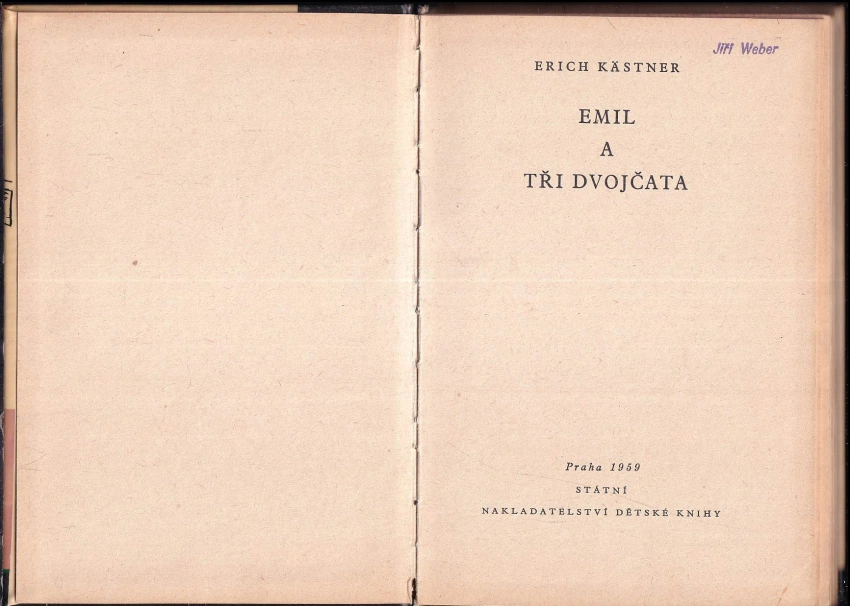 Jiří Weber
ERICH KÄSTNER
EMIL
A
TŘI DVOJČATA
Praha 1959
STÁTNÍ
NAKLADATELSTVÍ DĚTSKÉ KNIHY